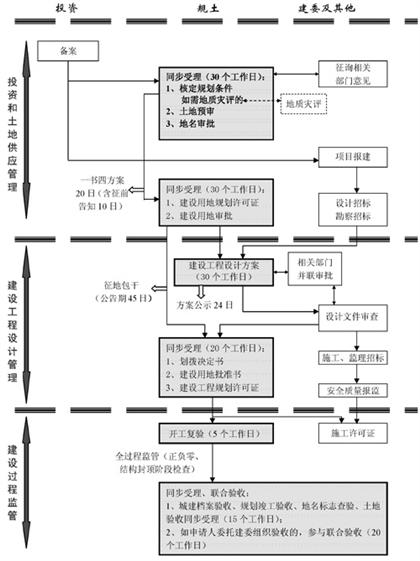 投资
规土
建委及其他
投资和土地供应管理
备案
同步受理（30个工作日）：
1、核定规划条件
如需地质灾评的
2、土地预审
3、地名审批
征询相关
部门意见
地质灾评
项目报建
一书四方案
20日（含征前
告知10日）
同步受理（30个工作日）：
1、建设用地规划许可证
2、建设用地审批
设计招标
勘察招标
建设工程设计管理
建设工程设计方案
（30个工作日）
相关部门
并联审批
征地包干
（公告期45日）
方案公示24日
设计文件审查
同步受理（20个工作日）：
1、划拨决定书
2、建设用地批准书
3、建设工程规划许可证
施工、监理招标
安全质量报监
建设过程监管
开工复验（5个工作日）
施工许可证
全过程监管（正负零、
结构封顶阶段检查）
同步受理、联合验收：
1、城建档案验收、规划竣工验收、地名标志查验、土地
验收同步受理（15个工作日）；
2、如申请人委托建委组织验收的，参与联合验收（20
个工作日）